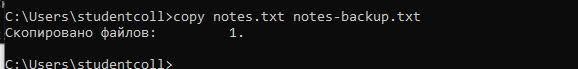 C:\Users\studentcoll>copy notes.txt notes-backup.txt
Скопировано файлов:         1.
C:\Users\studentcoll>